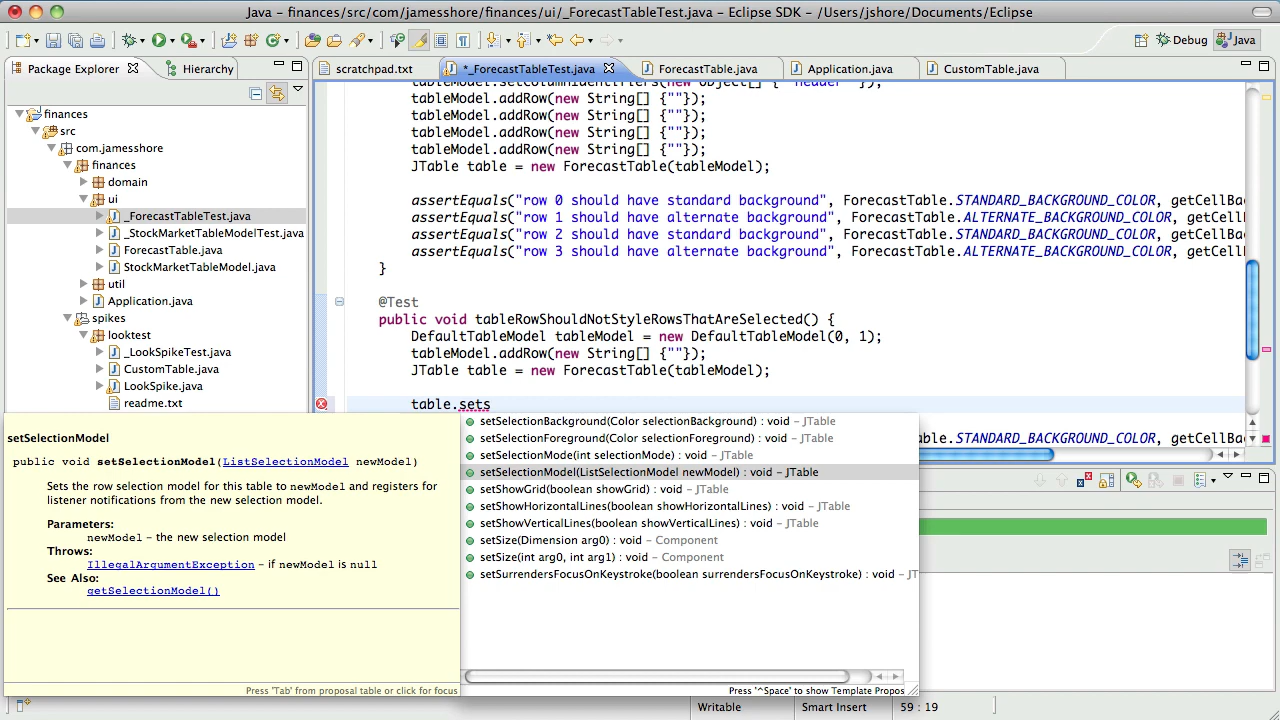 Java – finances/src/com/jamesshore/finances/ui/_ForecastTableTest.java – Eclipse SDK – /Users/jshore/Documents/Eclipse
Debug
Java
Package Explorer
Hierarchy
scratchpad.txt
*_ForecastTableTest.java
ForecastTable.java
Application.java
CustomTable.java
finances
src
com.jamesshore
finances
domain
ui
_ForecastTableTest.java
_StockMarketTableModelTest.java
ForecastTable.java
StockMarketTableModel.java
util
Application.java
spikes
looktest
_LookSpikeTest.java
CustomTable.java
LookSpike.java
readme.txt
tableModel.addRow(new String[] {""});
tableModel.addRow(new String[] {""});
tableModel.addRow(new String[] {""});
tableModel.addRow(new String[] {""});
JTable table = new ForecastTable(tableModel);
assertEquals("row 0 should have standard background", ForecastTable.STANDARD_BACKGROUND_COLOR, getCellBac
assertEquals("row 1 should have alternate background", ForecastTable.ALTERNATE_BACKGROUND_COLOR, getCellB
assertEquals("row 2 should have standard background", ForecastTable.STANDARD_BACKGROUND_COLOR, getCellBac
assertEquals("row 3 should have alternate background", ForecastTable.ALTERNATE_BACKGROUND_COLOR, getCellB
}
@Test
public void tableRowShouldNotStyleRowsThatAreSelected() {
DefaultTableModel tableModel = new DefaultTableModel(0, 1);
tableModel.addRow(new String[] {""});
JTable table = new ForecastTable(tableModel);
table.sets
able.STANDARD_BACKGROUND_COLOR, getCellBac
setSelectionModel
public void setSelectionModel(ListSelectionModel newModel)
Sets the row selection model for this table to newModel and registers for
listener notifications from the new selection model.
Parameters:
newModel – the new selection model
Throws:
IllegalArgumentException – if newModel is null
See Also:
getSelectionModel()
Press 'Tab' from proposal table or click for focus
setSelectionBackground(Color selectionBackground) : void – JTable
setSelectionForeground(Color selectionForeground) : void – JTable
setSelectionMode(int selectionMode) : void – JTable
setSelectionModel(ListSelectionModel newModel) : void – JTable
setShowGrid(boolean showGrid) : void – JTable
setShowHorizontalLines(boolean showHorizontalLines) : void – JTable
setShowVerticalLines(boolean showVerticalLines) : void – JTable
setSize(Dimension arg0) : void – Component
setSize(int arg0, int arg1) : void – Component
setSurrendersFocusOnKeystroke(boolean surrendersFocusOnKeystroke) : void – JT
Press '^Space' to show Template Propos
Writable
Smart Insert
59 : 19